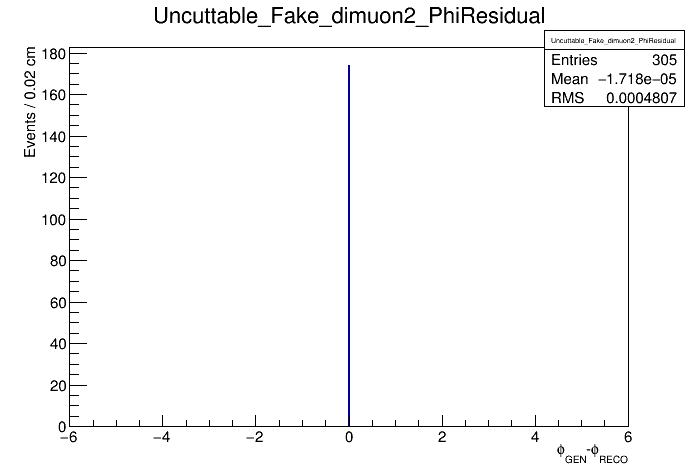 Uncuttable_Fake_dimuon2_PhiResidual
Uncuttable_Fake_dimuon2_PhiResidual
Entries 305
Mean −1.718e−05
RMS 0.0004807
Events / 0.02 cm
180
160
140
120
100
80
60
40
20
0
−6 −4 −2 0 2 4 6
ϕGEN-ϕRECO